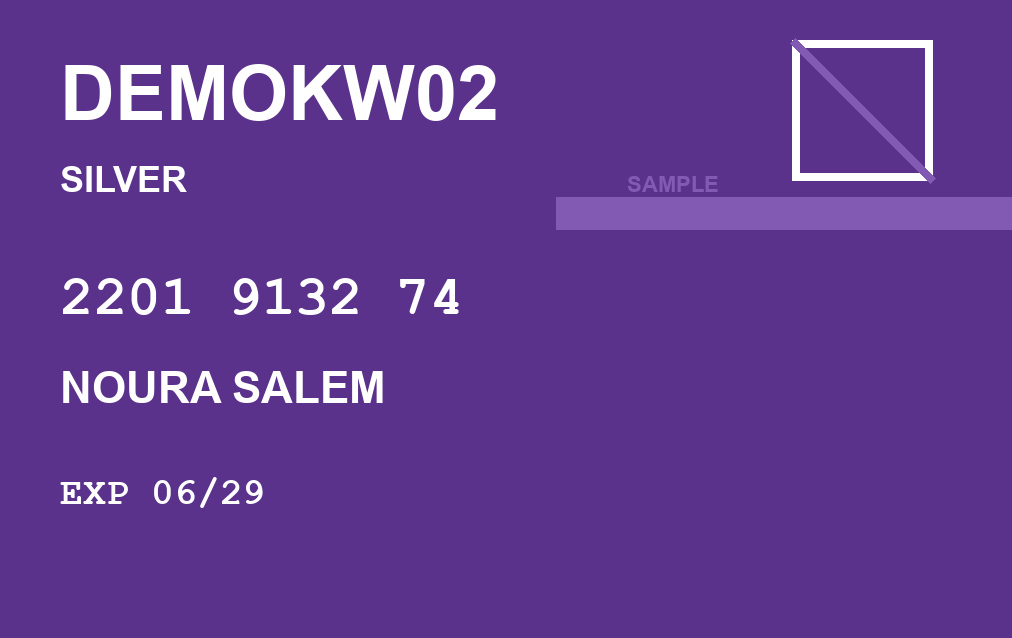 DEMOKW02
SILVER
SAMPLE
2201 9132 74
NOURA SALEM
EXP 06/29